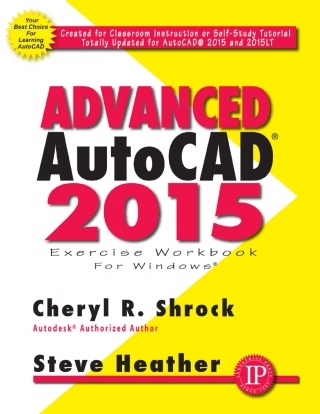 Your
Best Choice
For
Learning
AutoCAD
Created for Classroom Instruction or Self-Study Tutorial
Totally Updated for AutoCAD® 2015 and 2015LT
ADVANCED
AutoCAD®
2015
Exercise Workbook
For Windows®
Cheryl R. Shrock
Autodesk® Authorized Author
Steve Heather
IP